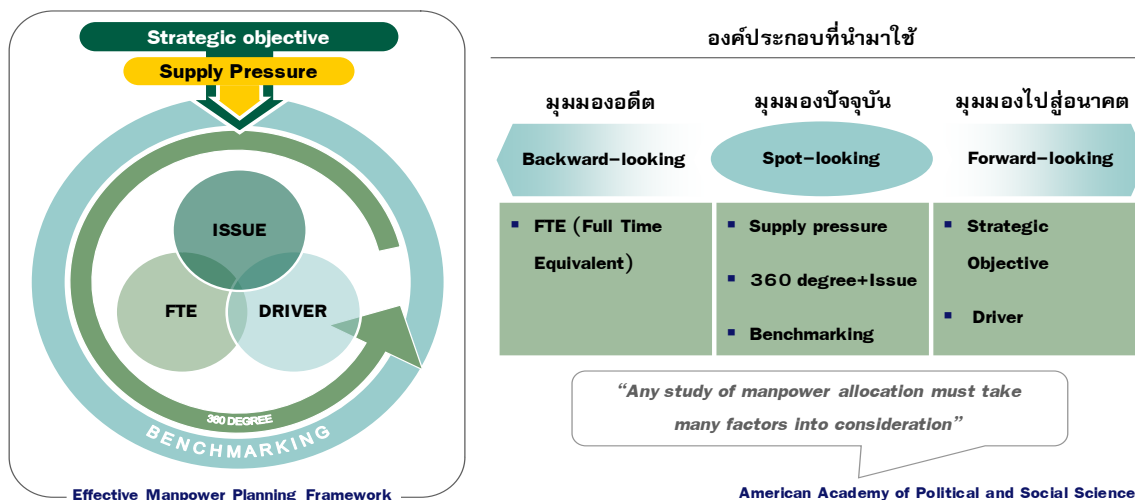 Strategic objective
Supply Pressure
ISSUE
FTE
DRIVER
360 DEGREE
BENCHMARKING
Effective Manpower Planning Framework
องค์ประกอบที่นำมาใช้
มุมมองอดีต
มุมมองปัจจุบัน
มุมมองไปสู่อนาคต
Backward-looking
Spot-looking
Forward-looking
▪ FTE (Full Time
Equivalent)
▪ Supply pressure
▪ 360 degree+Issue
▪ Benchmarking
▪ Strategic
Objective
▪ Driver
“Any study of manpower allocation must take
many factors into consideration”
American Academy of Political and Social Science